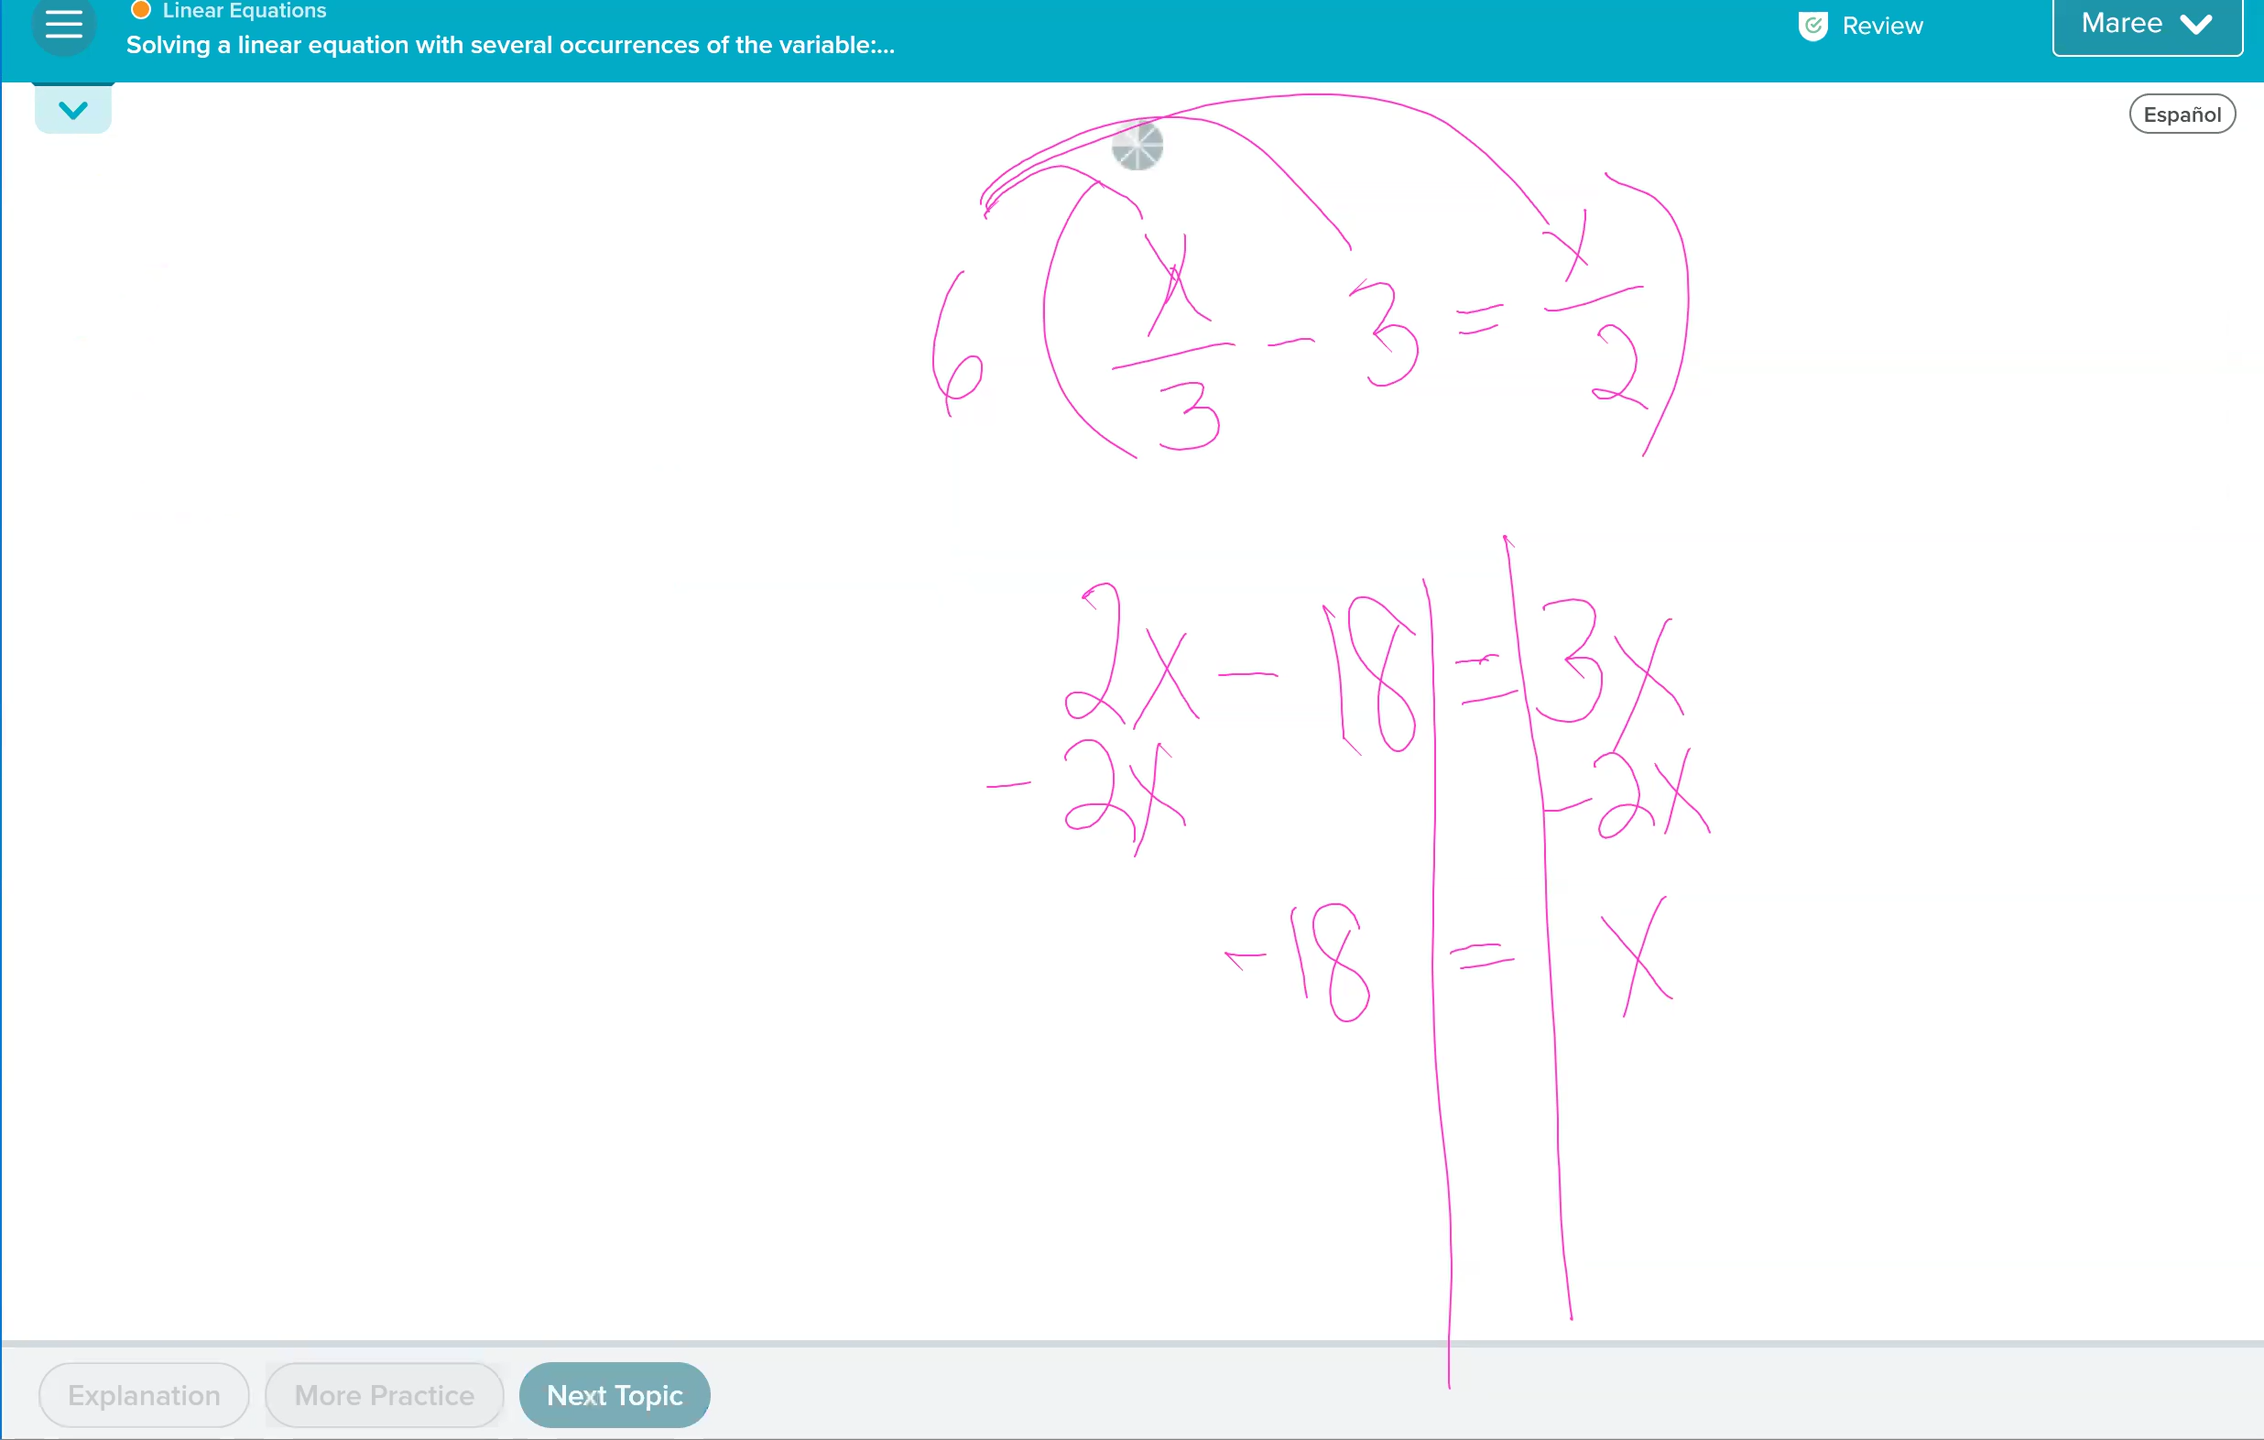 Linear Equations
Solving a linear equation with several occurrences of the variable:...
Review
Maree
Español
6 ( x/3 - 3 = x/2 )
2x - 18 = 3x
- 2x - 2x
- 18 = x
Explanation
More Practice
Next Topic